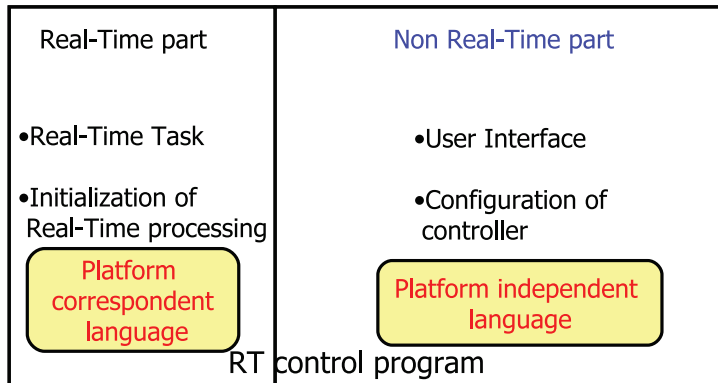 Real-Time part
•Real-Time Task
•Initialization of
Real-Time processing
Platform
correspondent
language
Non Real-Time part
•User Interface
•Configuration of
controller
Platform independent
language
RT control program